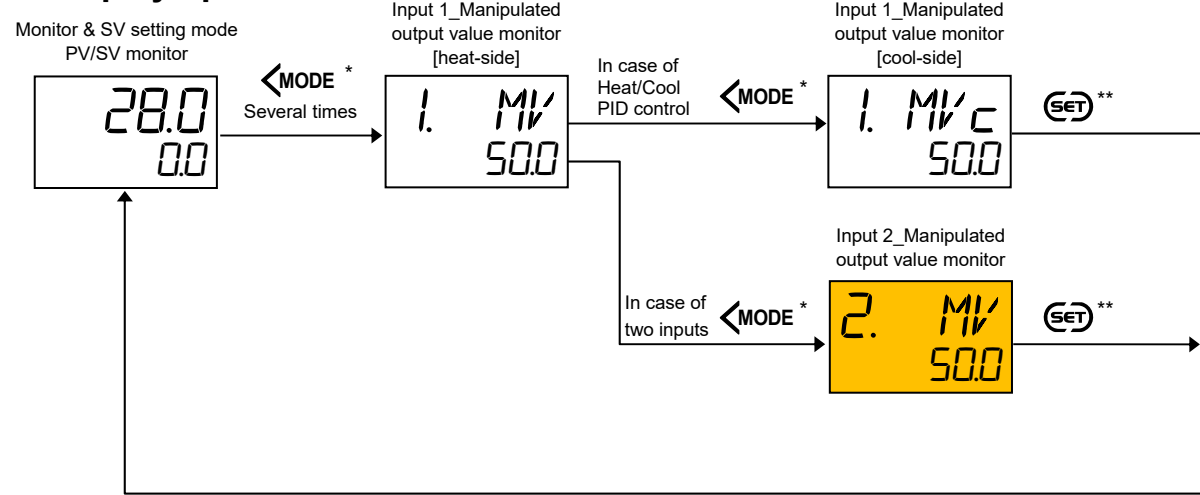 Monitor & SV setting mode
PV/SV monitor
28.0
0.0
<MODE *
Several times
Input 1_Manipulated
output value monitor
[heat-side]
1. MV
50.0
In case of
Heat/Cool
PID control
<MODE *
Input 1_Manipulated
output value monitor
[cool-side]
1. MV c
50.0
SET **
In case of
two inputs
<MODE *
Input 2_Manipulated
output value monitor
2. MV
50.0
SET **